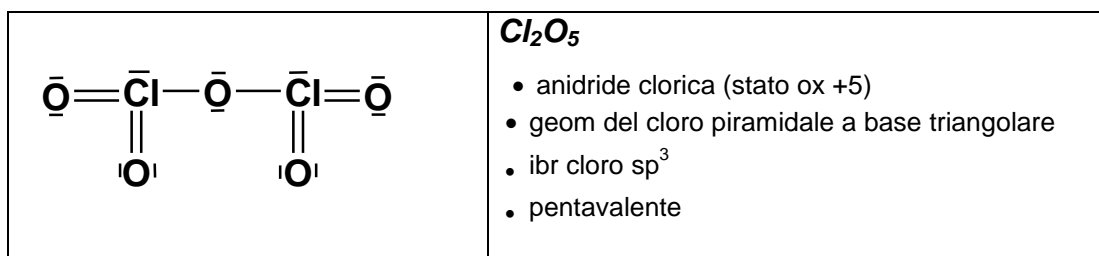 Cl₂O₅
O Cl O Cl O
O O
• anidride clorica (stato ox +5)
• geom del cloro piramidale a base triangolare
• ibr cloro sp³
• pentavalente